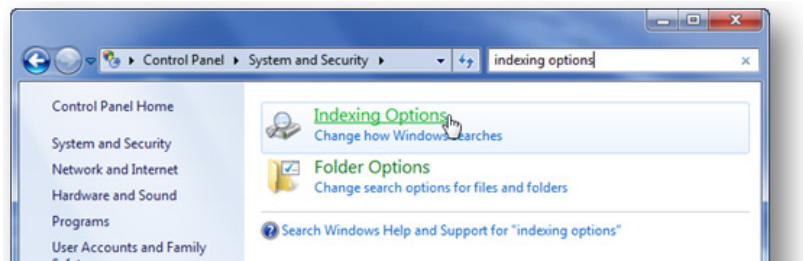 Control Panel System and Security indexing options
Control Panel Home
Indexing Options
Change how Windows searches
System and Security
Network and Internet
Folder Options
Change search options for files and folders
Hardware and Sound
Programs
Search Windows Help and Support for "indexing options"
User Accounts and Family